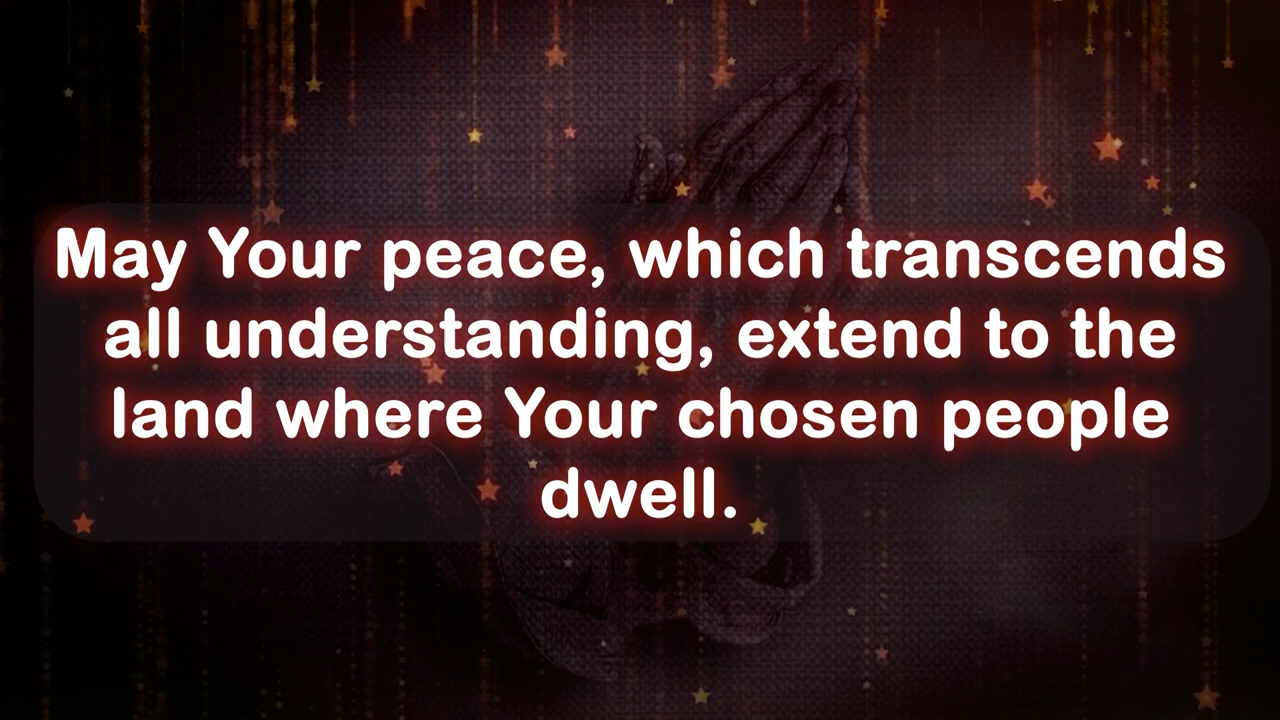 May Your peace, which transcends
all understanding, extend to the
land where Your chosen people
dwell.